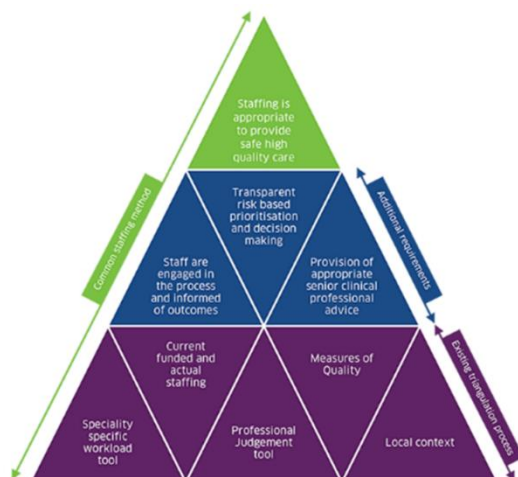 Staffing is
appropriate
to provide
safe high
quality care
Common staffing method
Transparent
risk based
prioritisation
and decision
making
Additional requirements
Staff are
engaged in
the process
and informed
of outcomes
Provision of
appropriate
senior clinical
professional
advice
Current
funded and
actual
staffing
Measures of
Quality
Existing triangulation process
Speciality
specific
workload
tool
Professional
Judgement
tool
Local context